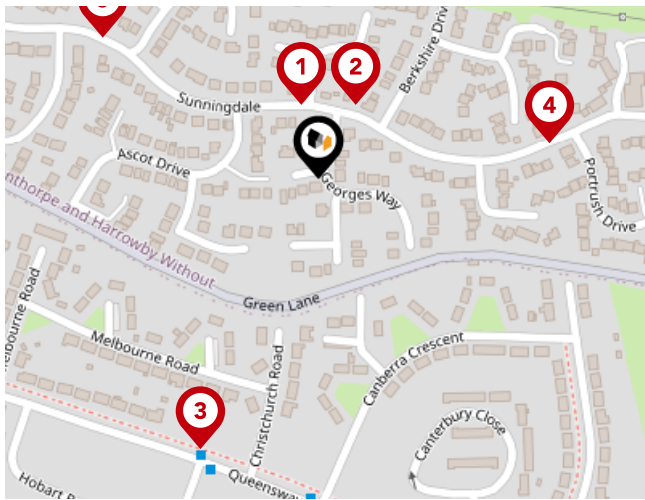 Berkshire Driv
1
2
Sunningdale
4
Ascot Drive
Georges Way
Portrush Drive
nthorpe and Harrowby Without
Green Lane
elbourne Road
Melbourne Road
Christchurch Road
Canberra Crescent
3
Canterbury Close
Queensway
Hobart